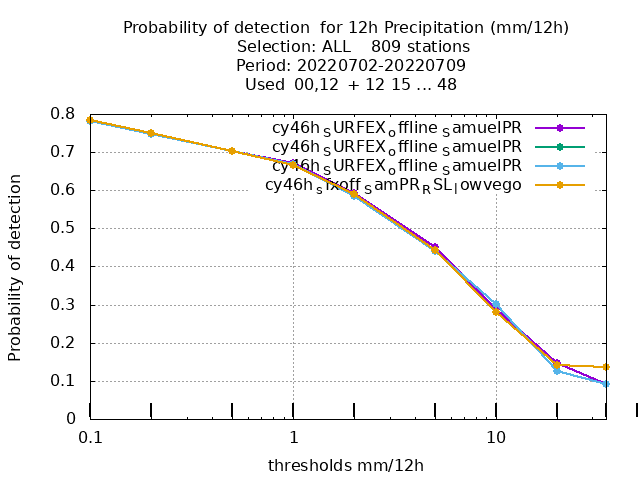 Probability of detection for 12h Precipitation (mm/12h)
Selection: ALL 809 stations
Period: 20220702-20220709
Used 00,12 + 12 15 ... 48
cy46h_SURFEX_offline_SamuelPR
cy46h_SURFEX_offline_SamuelPR
cy46h_SURFEX_offline_SamuelPR
cy46h_sfxoff_SamPR_RSL_lowvego
Probability of detection
0.8
0.7
0.6
0.5
0.4
0.3
0.2
0.1
0
0.1 1 10
thresholds mm/12h